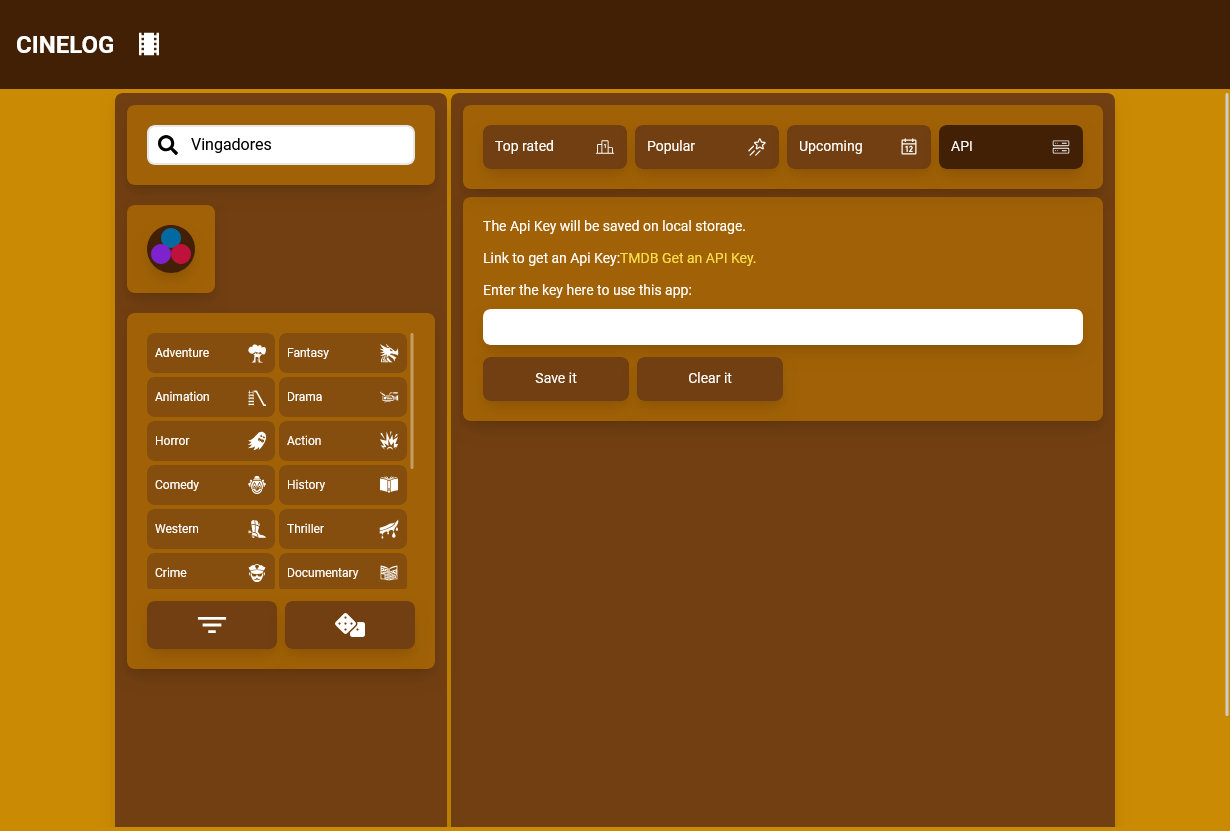 CINELOG
Vingadores
Top rated
Popular
Upcoming
12
API
The Api Key will be saved on local storage.
Link to get an Api Key:TMDB Get an API Key.
Enter the key here to use this app:
Save it
Clear it
Adventure
Fantasy
Animation
Drama
Horror
Action
Comedy
History
Western
Thriller
Crime
Documentary